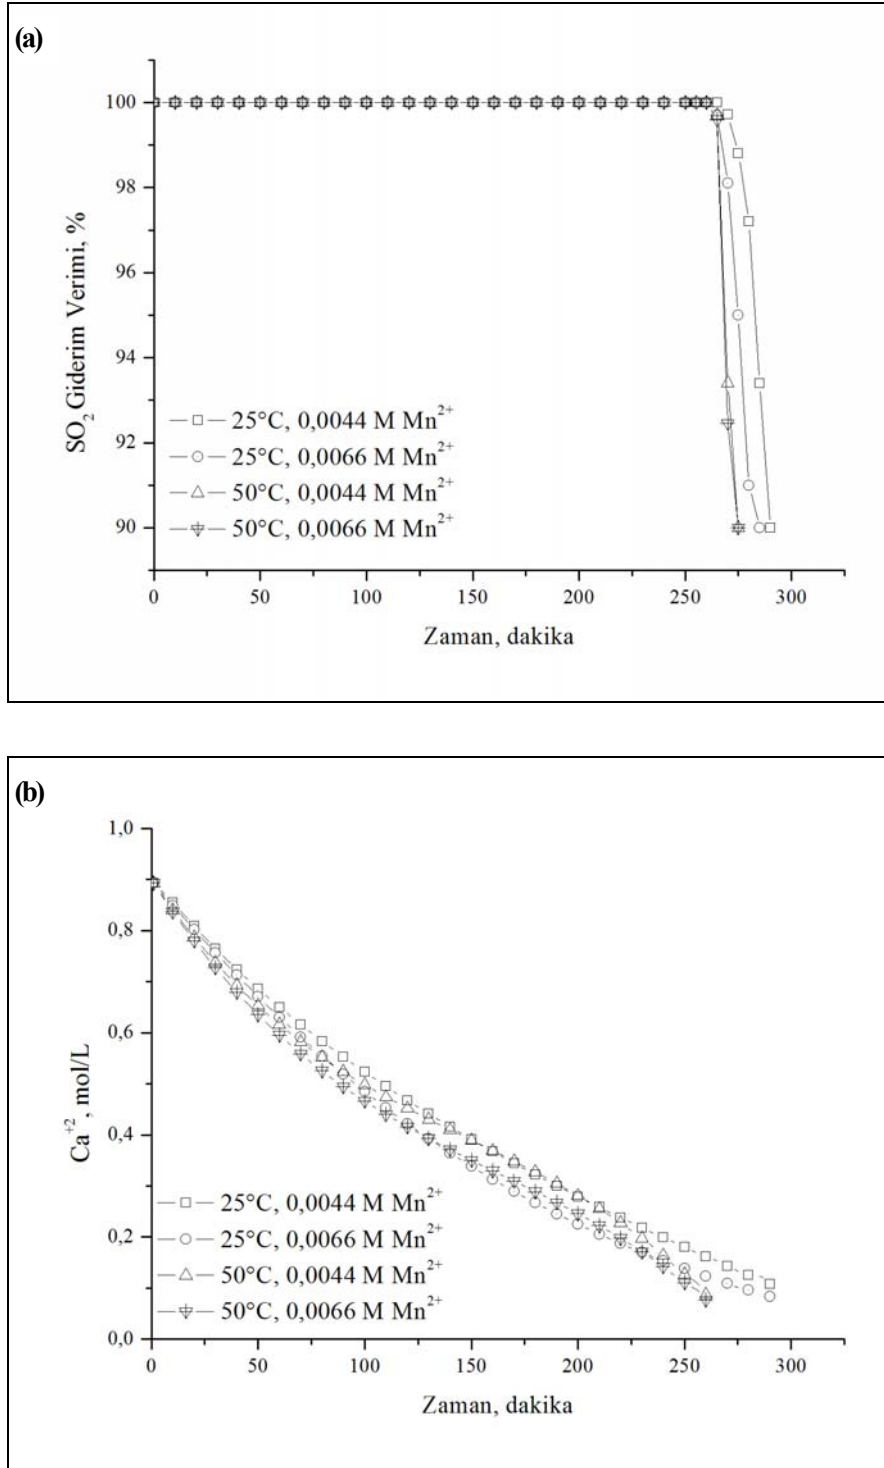 (a)
100
98
96
94
92
90
SO₂ Giderim Verimi, %
25°C, 0,0044 M Mn²⁺
25°C, 0,0066 M Mn²⁺
50°C, 0,0044 M Mn²⁺
50°C, 0,0066 M Mn²⁺
0 50 100 150 200 250 300
Zaman, dakika
(b)
1,0
0,8
0,6
0,4
0,2
0,0
Ca⁺², mol/L
25°C, 0,0044 M Mn²⁺
25°C, 0,0066 M Mn²⁺
50°C, 0,0044 M Mn²⁺
50°C, 0,0066 M Mn²⁺
0 50 100 150 200 250 300
Zaman, dakika